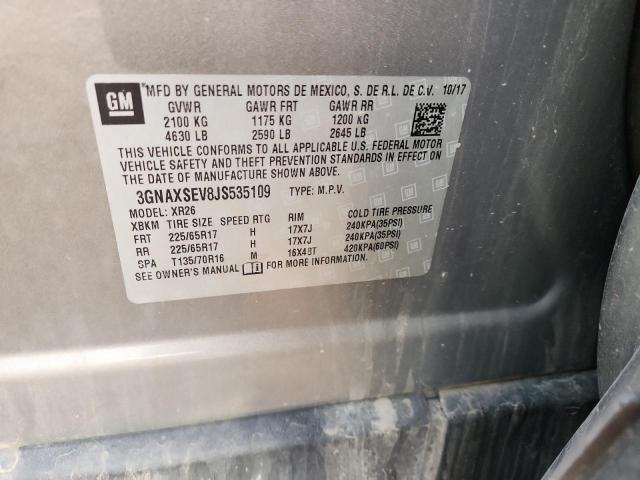 GM
*MFD BY GENERAL MOTORS DE MEXICO, S. DE R.L. DE C.V. 10/17
GVWR GAWR FRT GAWR RR
2100 KG 1175 KG 1200 KG
4630 LB 2590 LB 2645 LB
THIS VEHICLE CONFORMS TO ALL APPLICABLE U.S. FEDERAL MOTOR
VEHICLE SAFETY AND THEFT PREVENTION STANDARDS IN EFFECT ON
THE DATE OF MANUFACTURE SHOWN ABOVE.
3GNAXSEV8JS535109 TYPE: M.P.V.
MODEL: XR26
XBKM TIRE SIZE SPEED RTG RIM COLD TIRE PRESSURE
FRT 225/65R17 H 17X7J 240KPA(35PSI)
RR 225/65R17 H 17X7J 240KPA(35PSI)
SPA T135/70R16 M 16X4BT 420KPA(60PSI)
SEE OWNER'S MANUAL FOR MORE INFORMATION.